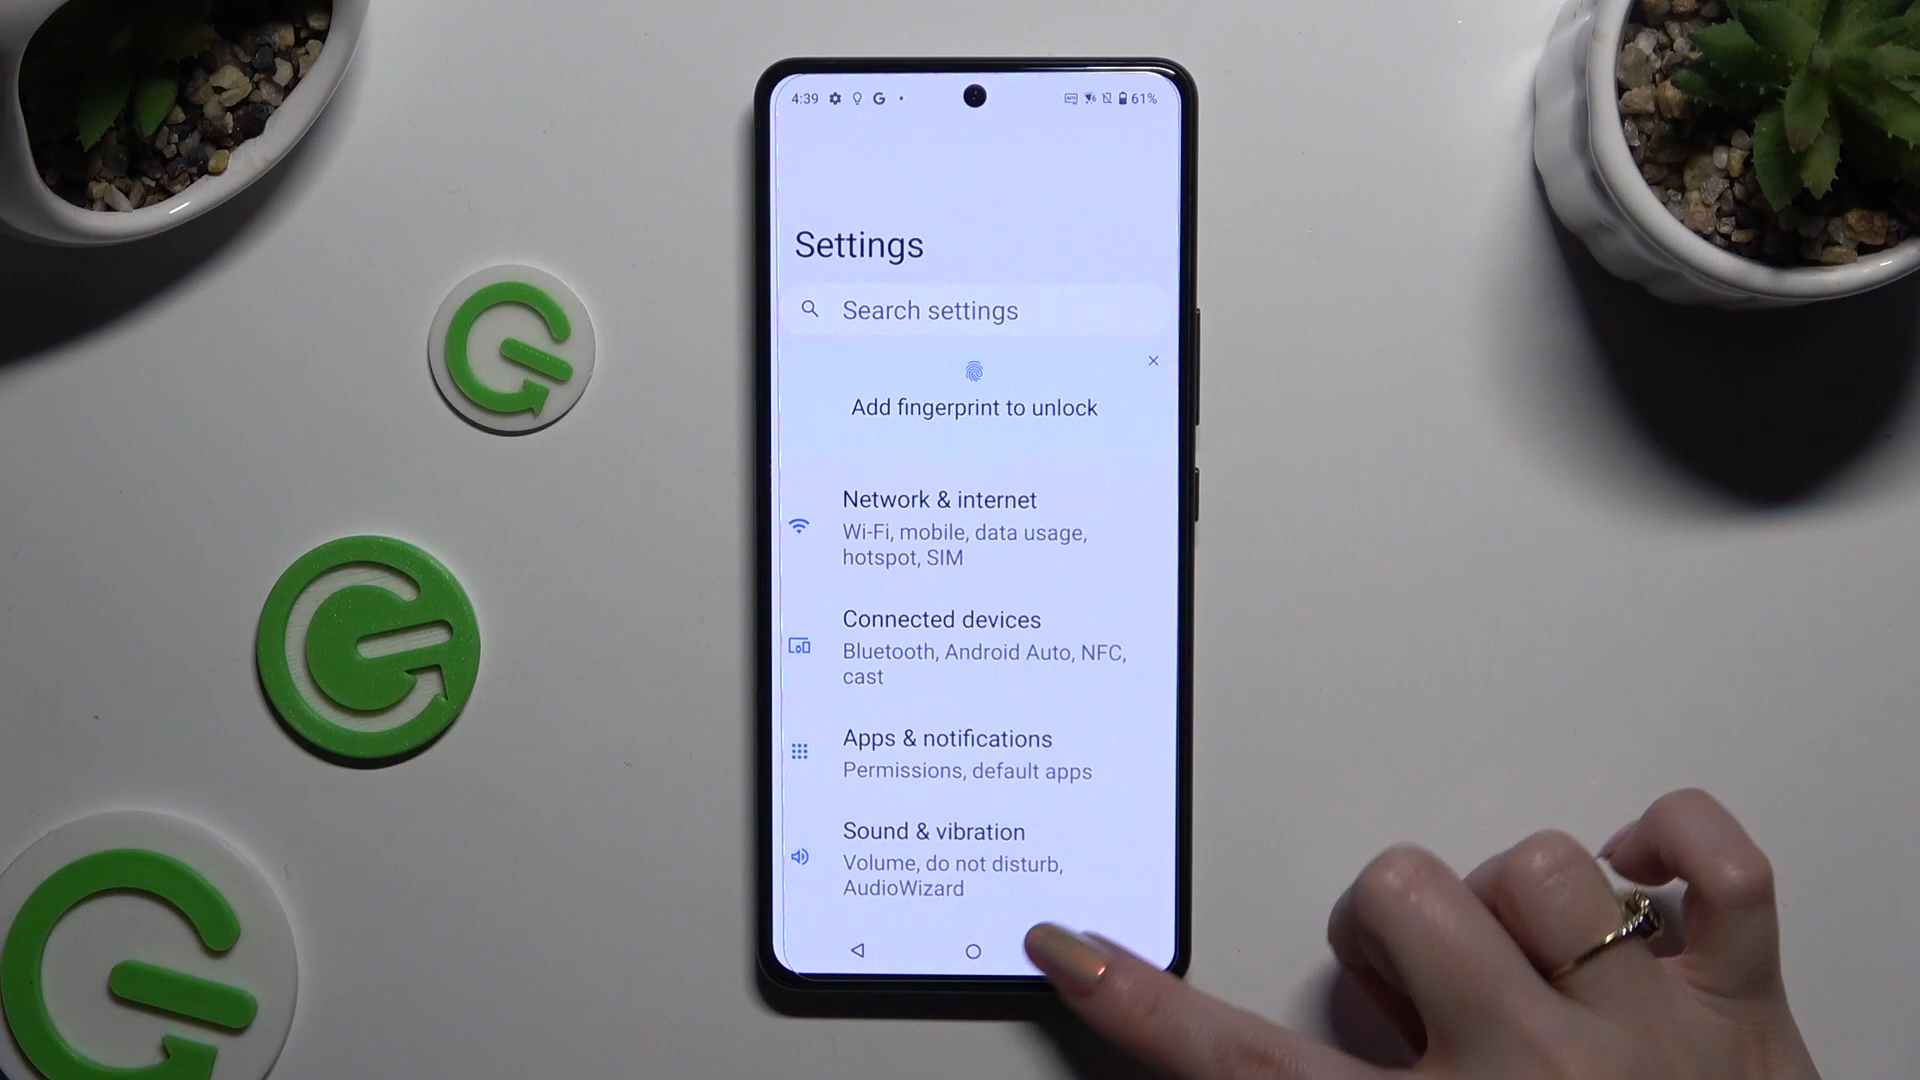 4:39 G 61%
Settings
Search settings
Add fingerprint to unlock
Network & internet
Wi-Fi, mobile, data usage,
hotspot, SIM
Connected devices
Bluetooth, Android Auto, NFC,
cast
Apps & notifications
Permissions, default apps
Sound & vibration
Volume, do not disturb,
AudioWizard